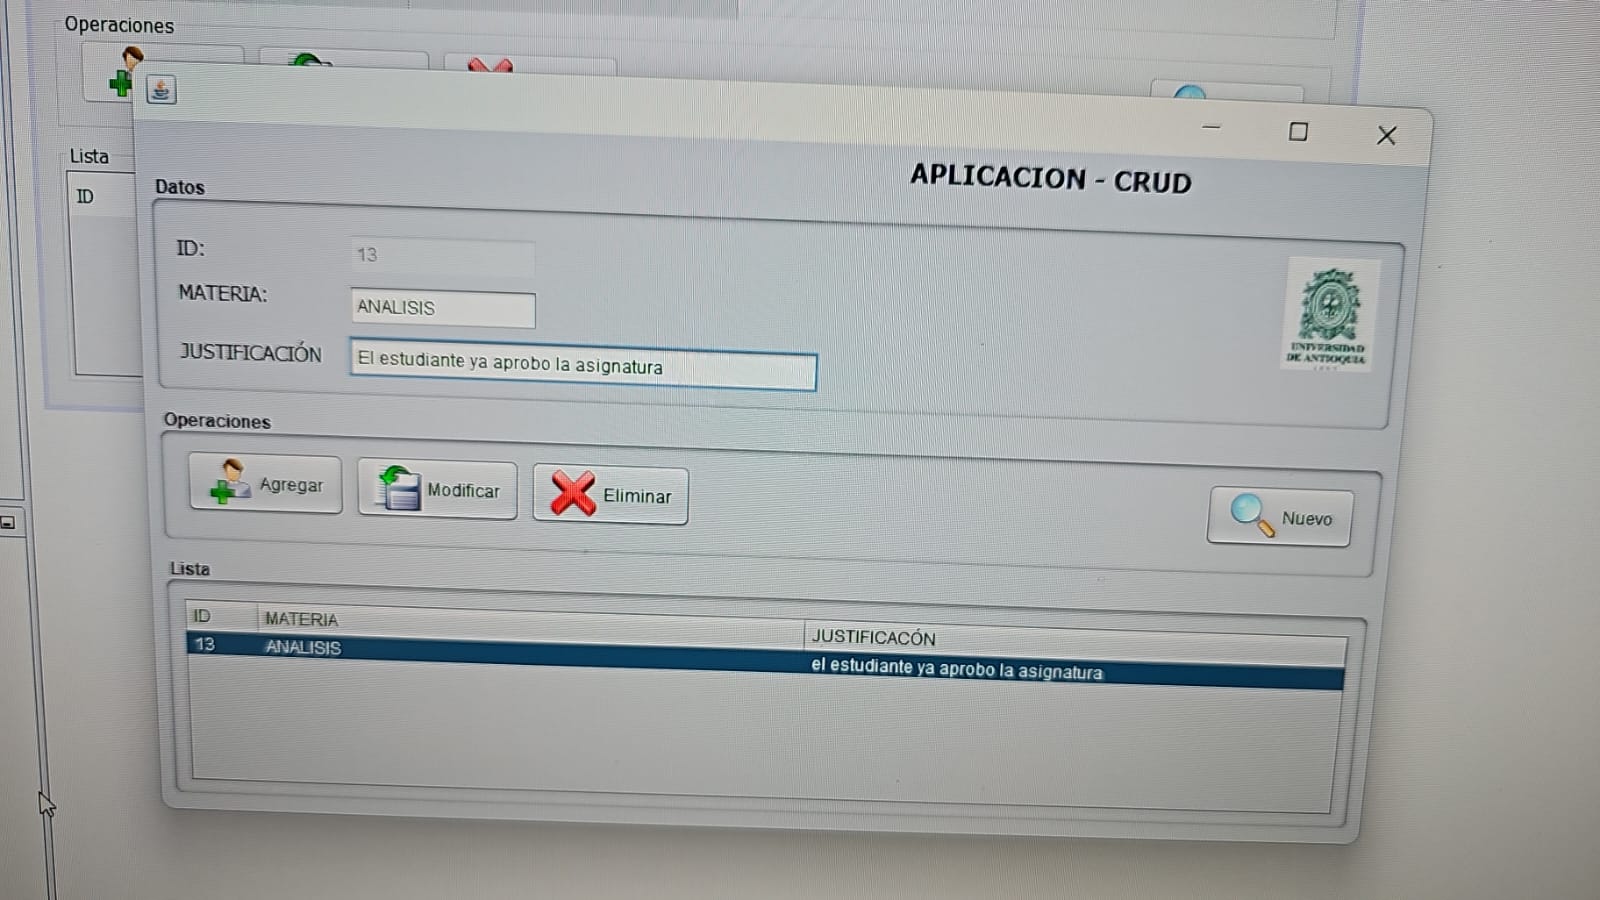 Operaciones
Lista
ID
APLICACION - CRUD
Datos
ID:
13
MATERIA:
ANALISIS
JUSTIFICACIÓN
El estudiante ya aprobo la asignatura
UNIVERSIDAD
DE ANTIOQUIA
Operaciones
Agregar
Modificar
Eliminar
Nuevo
Lista
ID MATERIA JUSTIFICACÓN
13 ANALISIS el estudiante ya aprobo la asignatura